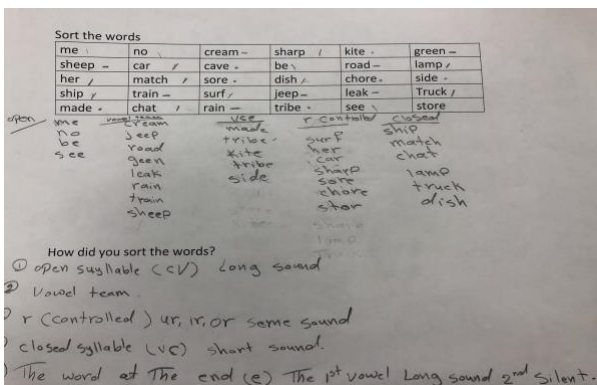 Sort the words
me no cream – sharp / kite - green –
sheep – car / cave - be \ road – lamp /
her / match / sore - dish / chore - side -
ship / train – surf / jeep – leak – Truck /
made - chat / rain – tribe - see \ store
open vowel team vse r controlled closed
me cream made surf ship
no jeep tribe her match
be road kite car chat
see geen tribe sharp lamp
leak side sore truck
rain chore dish
train stor
sheep
How did you sort the words?
① open suyllable (cv) Long sound
② Vowel team.
r (controlled) ur, ir, or seme sound
closed syllable (vc) short sound.
The word at The end (e) The 1st vowel Long sound 2nd silent.